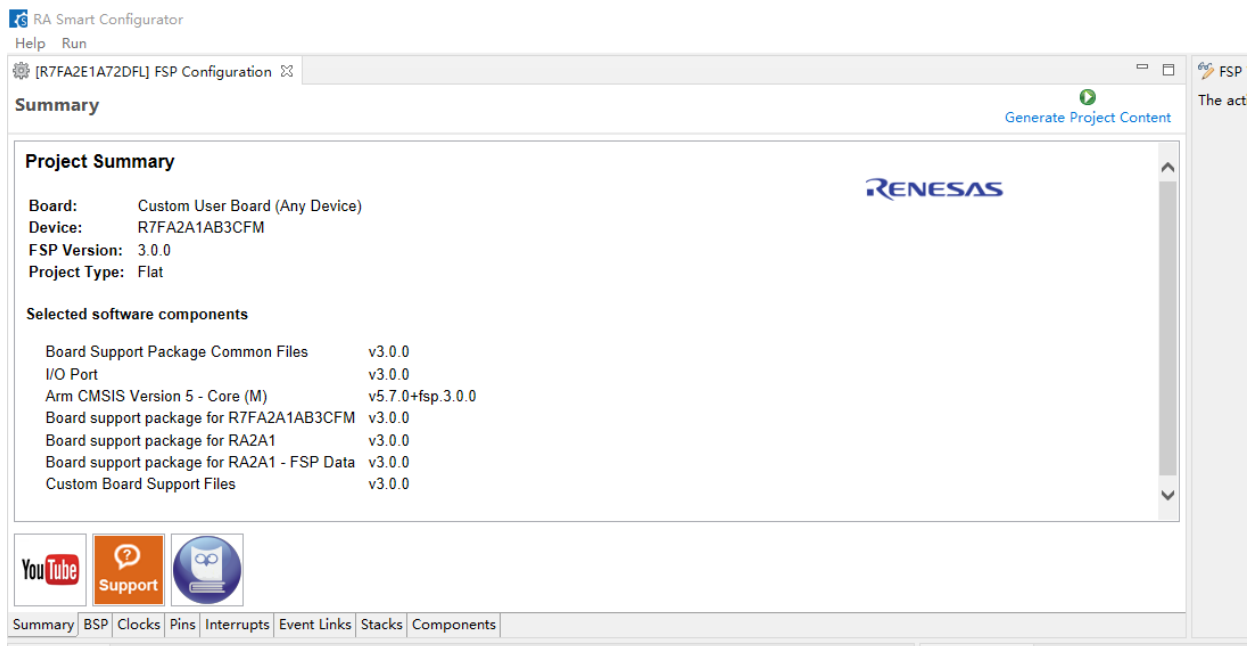 RA Smart Configurator
Help Run
[R7FA2E1A72DFL] FSP Configuration
FSP
Summary
Generate Project Content
The act
Project Summary
RENESAS
Board: Custom User Board (Any Device)
Device: R7FA2A1AB3CFM
FSP Version: 3.0.0
Project Type: Flat
Selected software components
Board Support Package Common Files v3.0.0
I/O Port v3.0.0
Arm CMSIS Version 5 - Core (M) v5.7.0+fsp.3.0.0
Board support package for R7FA2A1AB3CFM v3.0.0
Board support package for RA2A1 v3.0.0
Board support package for RA2A1 - FSP Data v3.0.0
Custom Board Support Files v3.0.0
YouTube
Support
Summary BSP Clocks Pins Interrupts Event Links Stacks Components